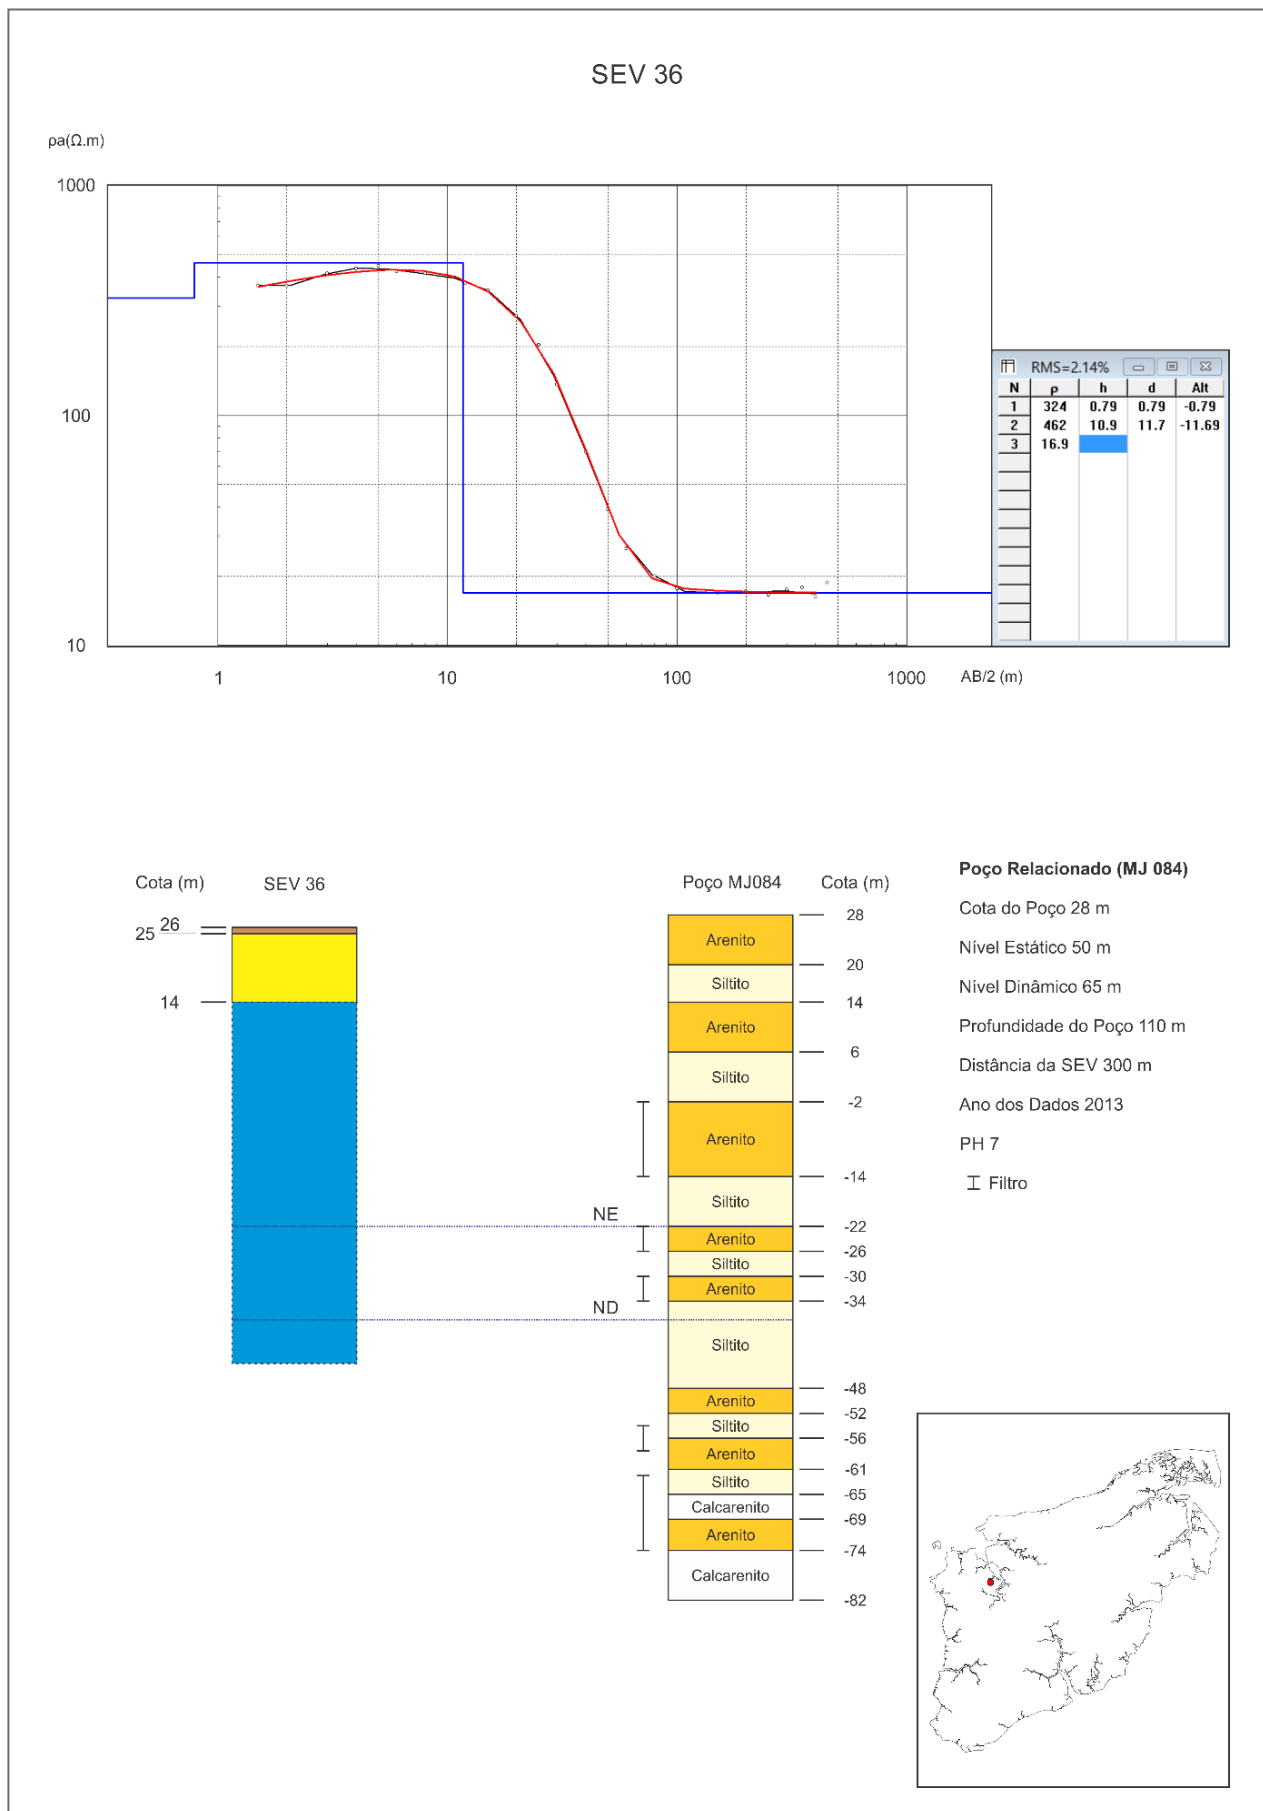 SEV 36
ρa(Ω.m)
1000
100
10
1
10
100
1000
AB/2 (m)
RMS=2.14%
N ρ h d Alt
1 324 0.79 0.79 -0.79
2 462 10.9 11.7 -11.69
3 16.9
Cota (m)
SEV 36
26
25
14
NE
ND
Poço MJ084
Cota (m)
28
Arenito
20
Siltito
14
Arenito
6
Siltito
-2
Arenito
-14
Siltito
-22
Arenito
-26
Siltito
-30
Arenito
-34
Siltito
-48
Arenito
-52
Siltito
-56
Arenito
-61
Siltito
-65
Calcarenito
-69
Arenito
-74
Calcarenito
-82
Poço Relacionado (MJ 084)
Cota do Poço 28 m
Nível Estático 50 m
Nível Dinâmico 65 m
Profundidade do Poço 110 m
Distância da SEV 300 m
Ano dos Dados 2013
PH 7
Filtro